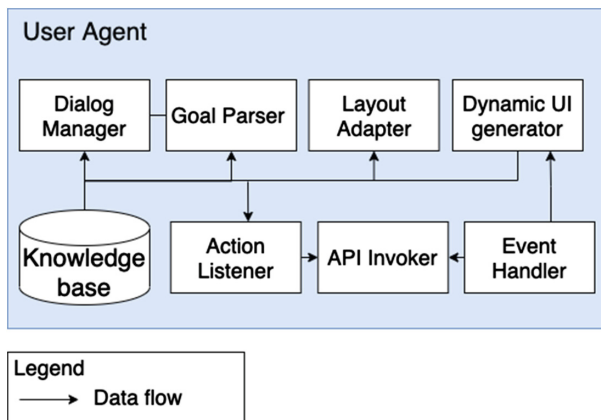 User Agent
Dialog
Manager
Goal Parser
Layout
Adapter
Dynamic UI
generator
Knowledge
base
Action
Listener
API Invoker
Event
Handler
Legend
Data flow